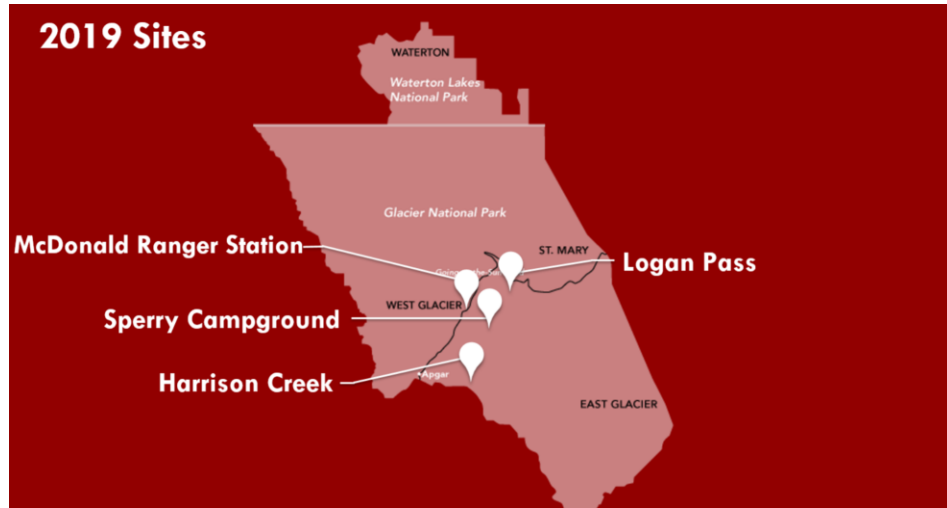 2019 Sites
WATERTON
Waterton Lakes
National Park
Glacier National Park
McDonald Ranger Station
ST. MARY
Logan Pass
WEST GLACIER
Sperry Campground
Apgar
Harrison Creek
EAST GLACIER